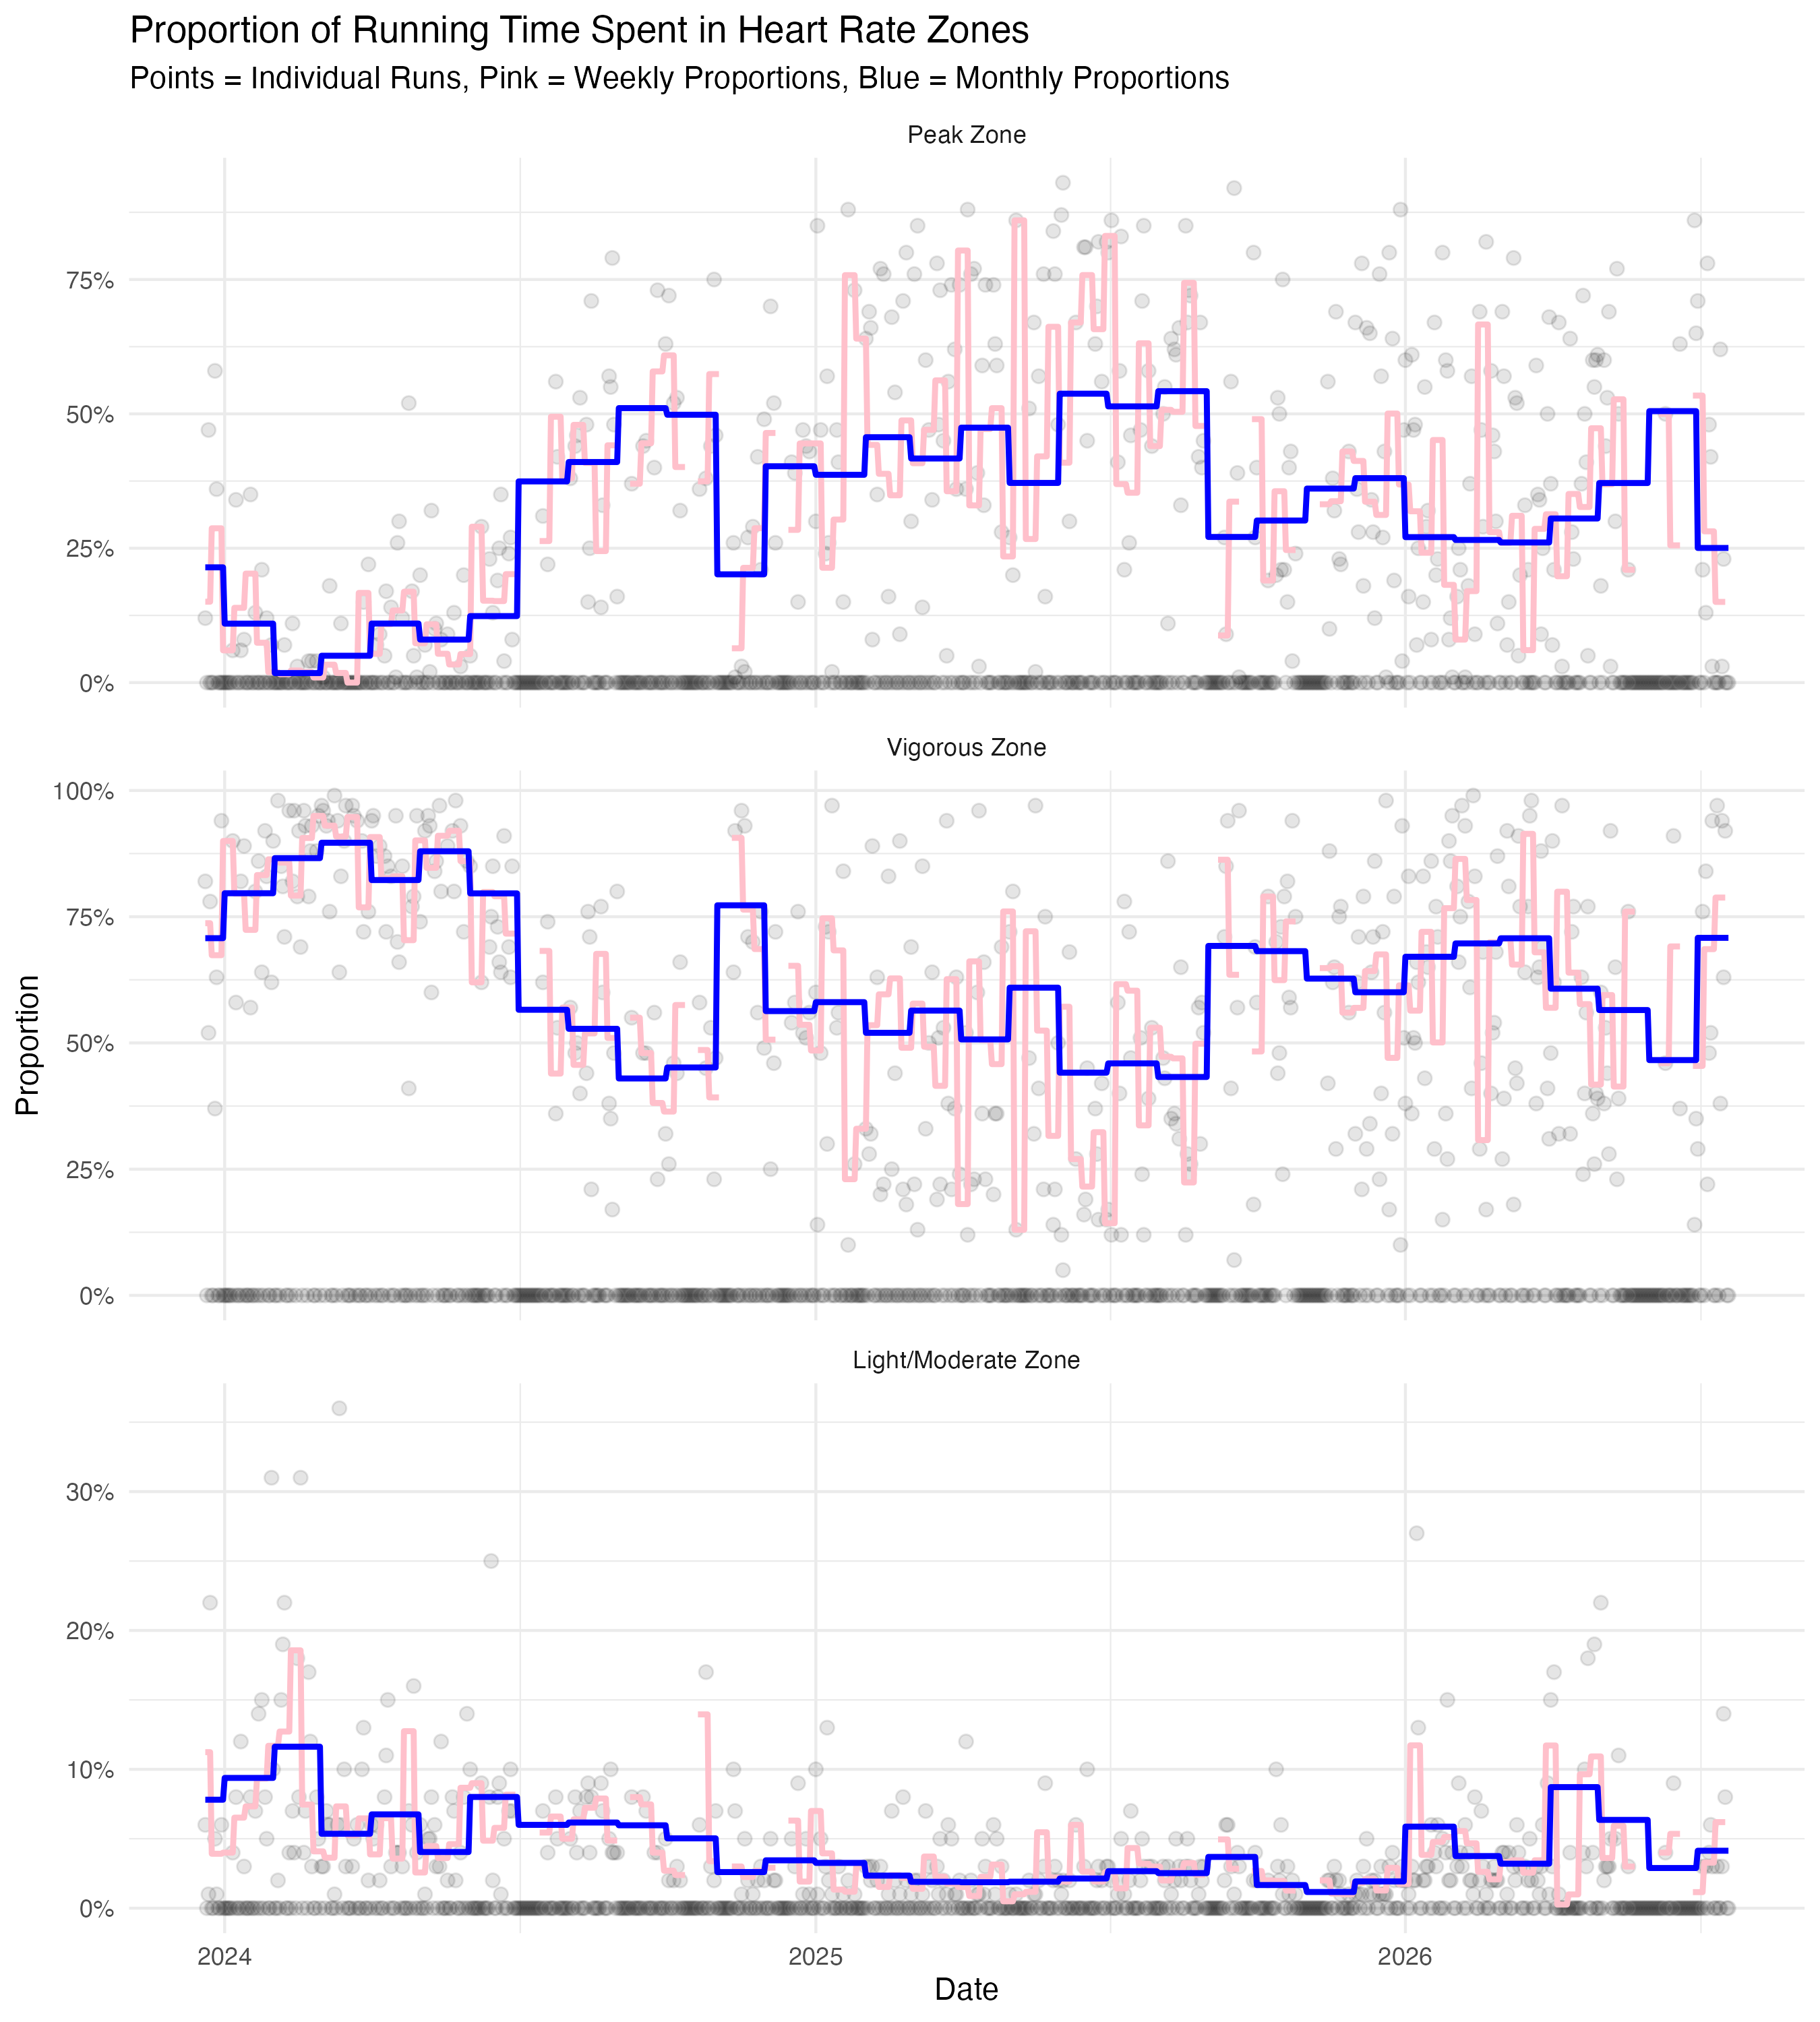 Proportion of Running Time Spent in Heart Rate Zones
Points = Individual Runs, Pink = Weekly Proportions, Blue = Monthly Proportions
Peak Zone
75%
50%
25%
0%
Vigorous Zone
100%
75%
50%
25%
0%
Proportion
Light/Moderate Zone
30%
20%
10%
0%
2024
2025
2026
Date